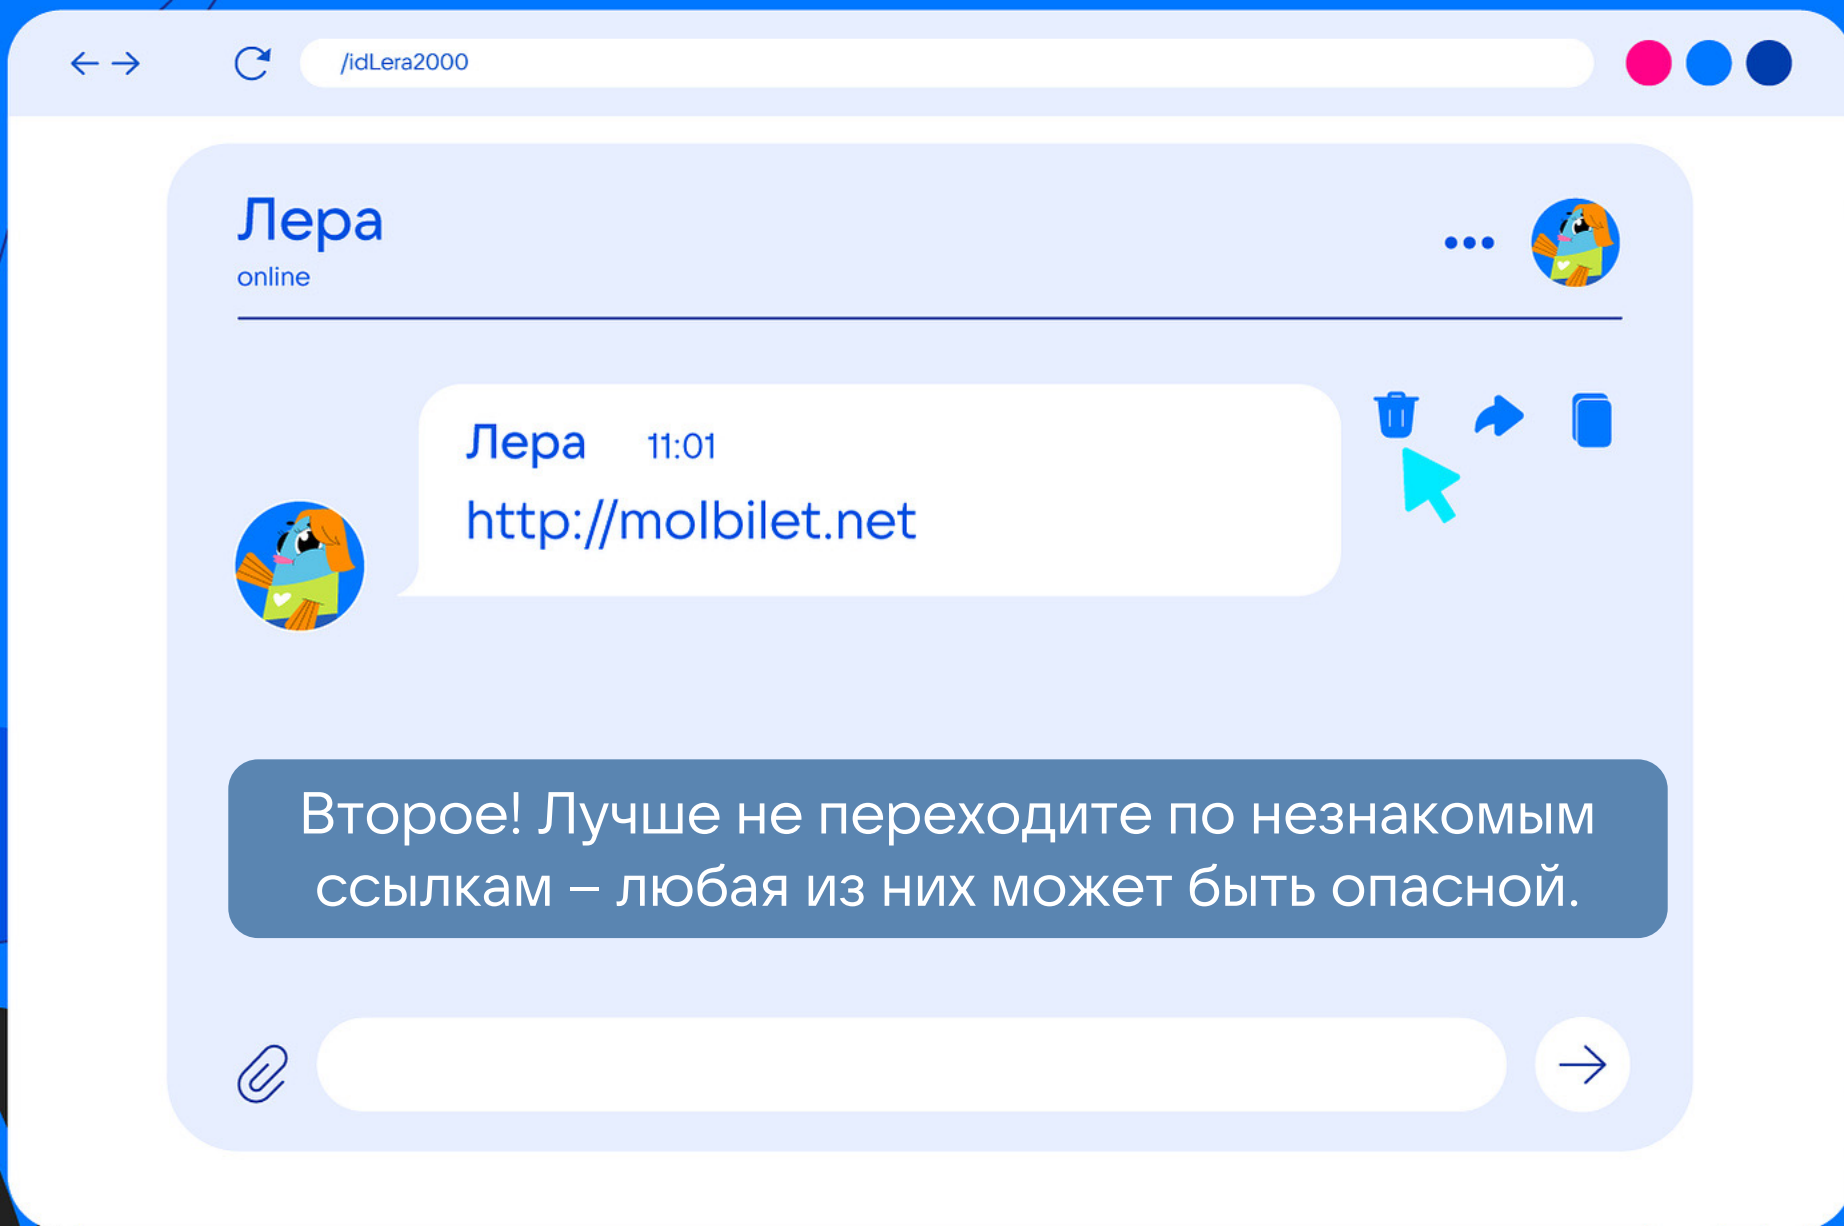 /idLera2000
Лера
online
Лера 11:01
http://molbilet.net
Второе! Лучше не переходите по незнакомым
ссылкам – любая из них может быть опасной.